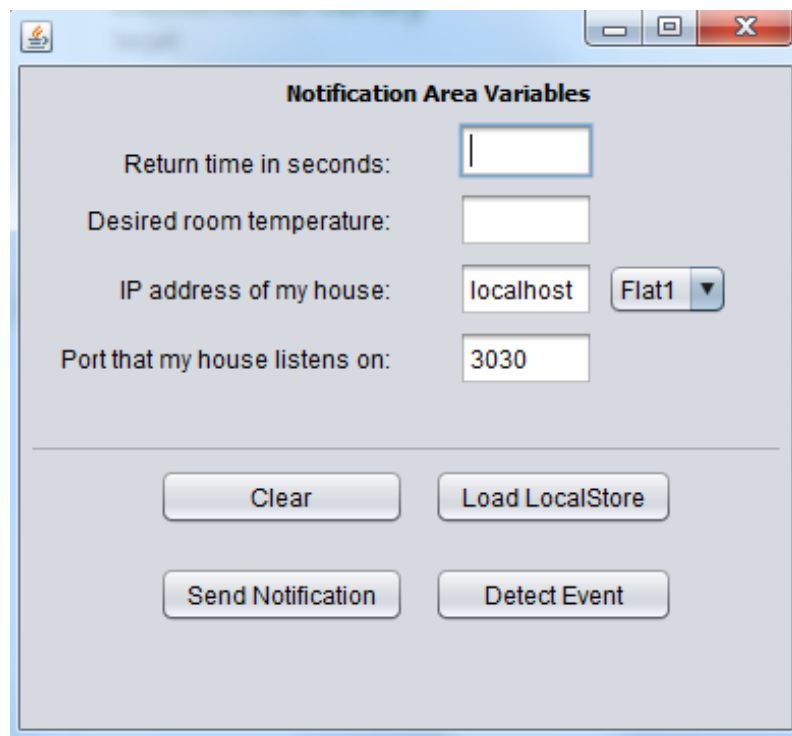 Notification Area Variables
Return time in seconds:
Desired room temperature:
IP address of my house: localhost Flat1
Port that my house listens on: 3030
Clear Load LocalStore
Send Notification Detect Event